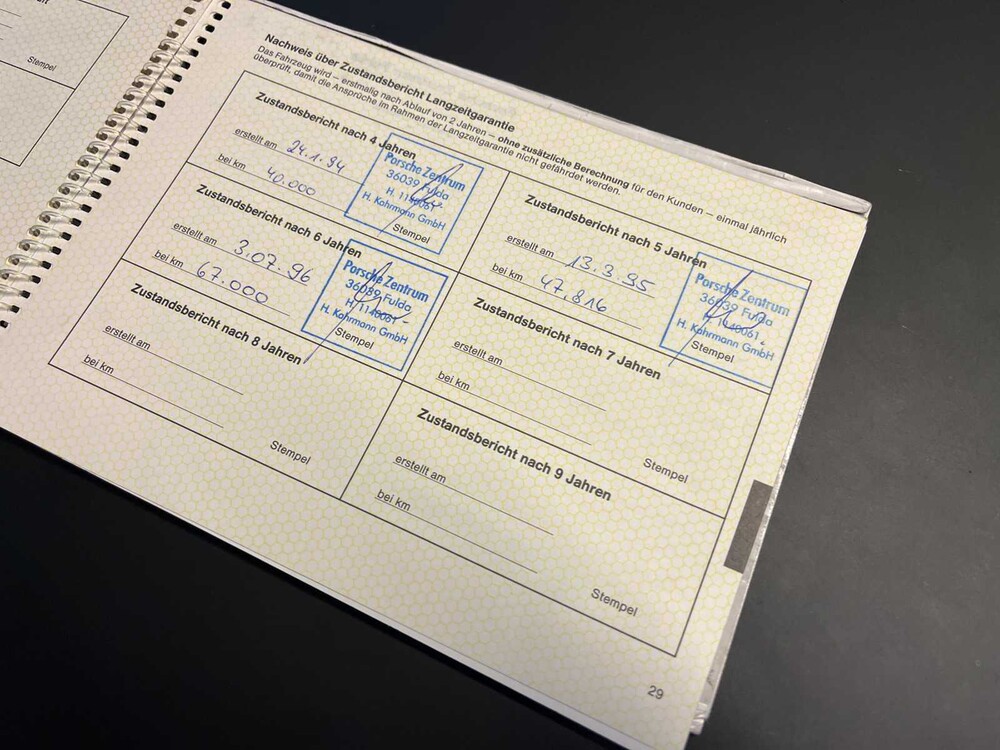 Stempel
Nachweis über Zustandsbericht Langzeitgarantie
Das Fahrzeug wird – erstmalig nach Ablauf von 2 Jahren – ohne zusätzliche Berechnung für den Kunden – einmal jährlich
überprüft, damit die Ansprüche im Rahmen der Langzeitgarantie nicht gefährdet werden.
Zustandsbericht nach 4 Jahren
erstellt am 24.1.94
bei km 40.000
Porsche Zentrum
36039 Fulda
H. Kahrmann GmbH
Stempel
Zustandsbericht nach 5 Jahren
erstellt am 13.3.95
bei km 47.816
Porsche Zentrum
36039 Fulda
H. Kahrmann GmbH
Stempel
Zustandsbericht nach 6 Jahren
erstellt am 3.07.96
bei km 67.000
Porsche Zentrum
36039 Fulda
H. Kahrmann GmbH
Stempel
Zustandsbericht nach 7 Jahren
erstellt am
bei km
Stempel
Zustandsbericht nach 8 Jahren
erstellt am
bei km
Stempel
Zustandsbericht nach 9 Jahren
erstellt am
bei km
Stempel
29